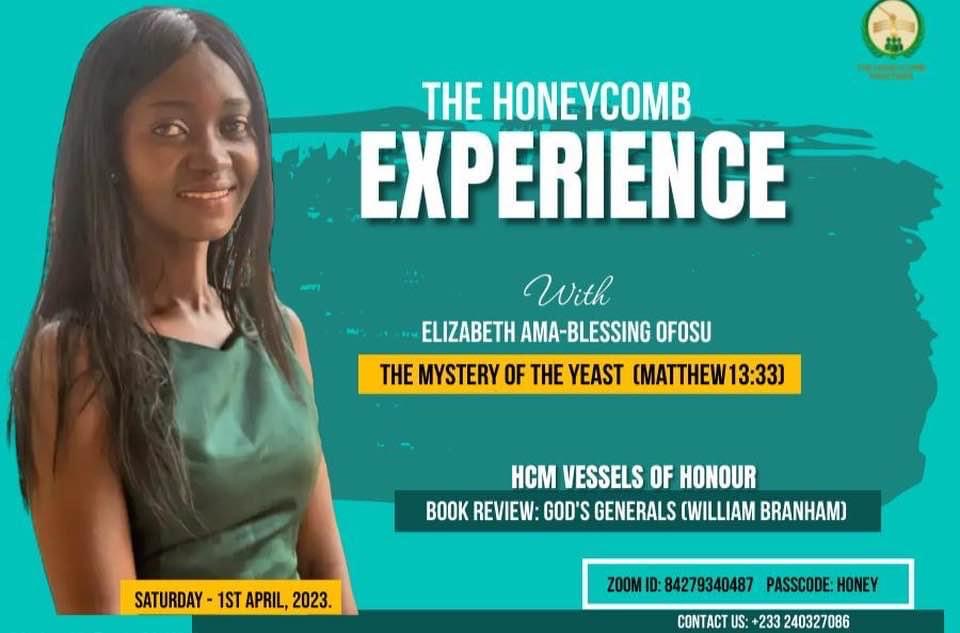 THE HONEYCOMB
EXPERIENCE
With
ELIZABETH AMA-BLESSING OFOSU
THE MYSTERY OF THE YEAST (MATTHEW13:33)
HCM VESSELS OF HONOUR
BOOK REVIEW: GOD'S GENERALS (WILLIAM BRANHAM)
ZOOM ID: 84279340487 PASSCODE: HONEY
SATURDAY - 1ST APRIL, 2023.
CONTACT US: +233 240327086